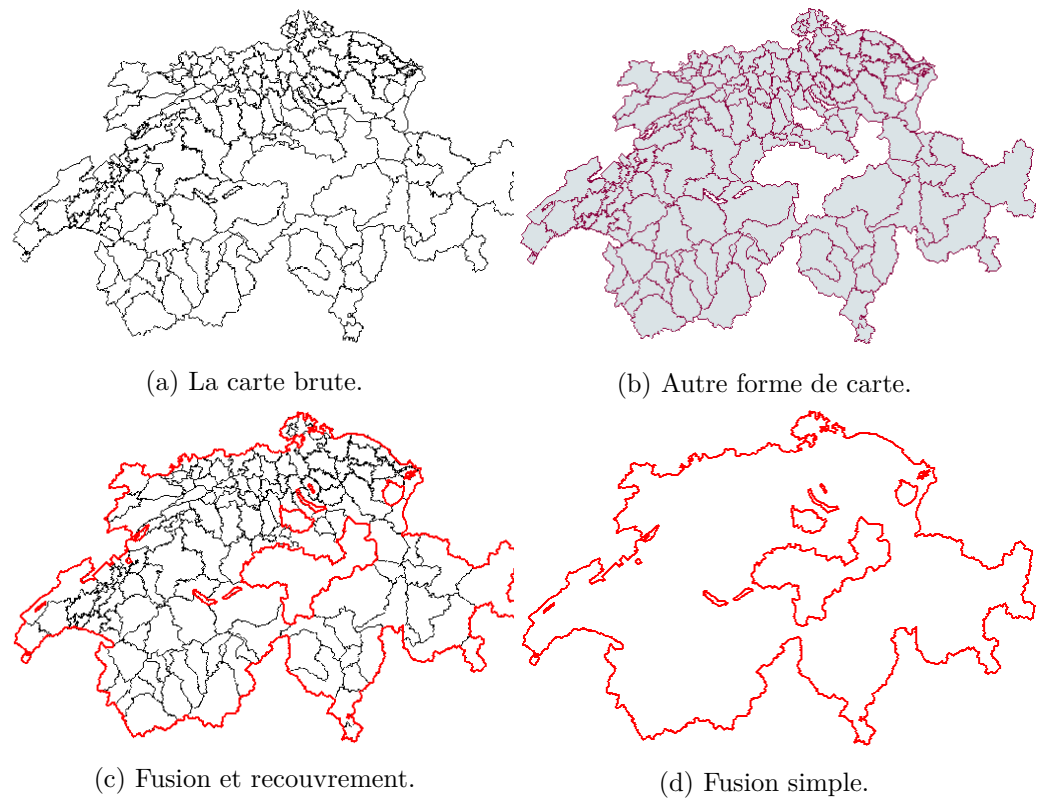 (a) La carte brute.
(b) Autre forme de carte.
(c) Fusion et recouvrement.
(d) Fusion simple.